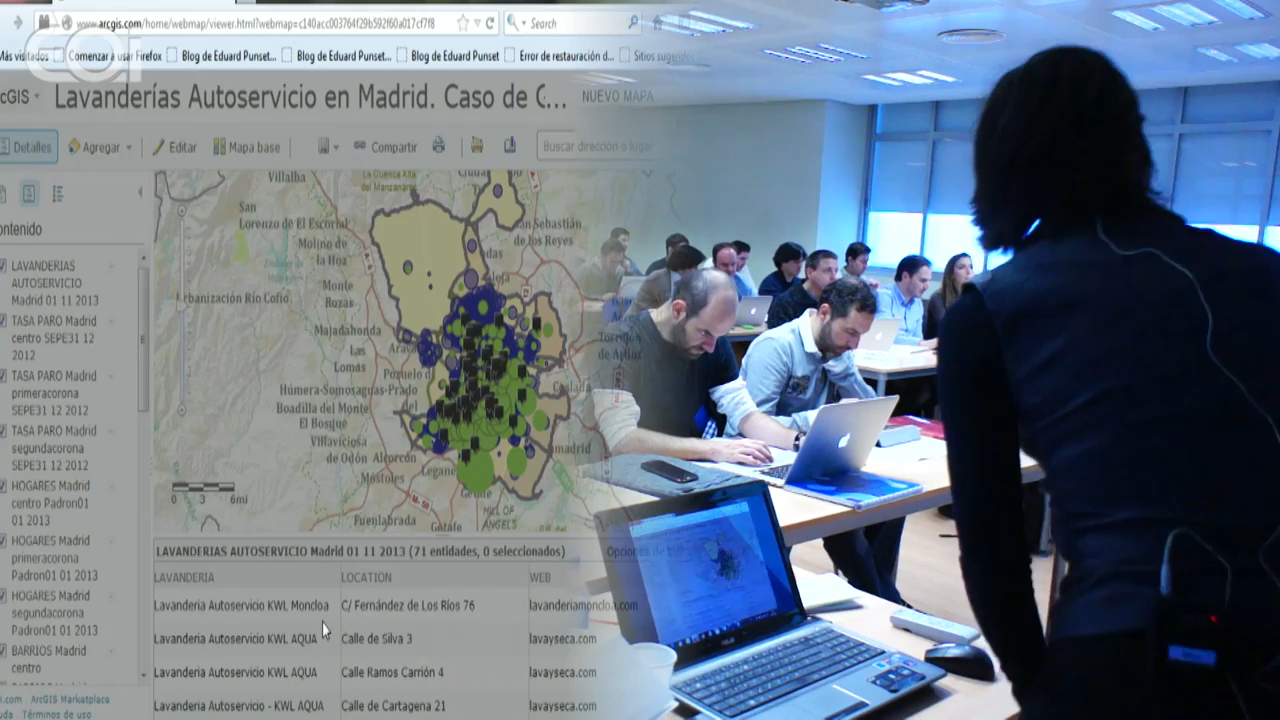 www.arcgis.com/home/webmap/viewer.html?webmap=c140acc003764f29b592f60a017cf7f8
Search
Más visitados
Comenzar a usar Firefox
Blog de Eduard Punset...
Blog de Eduard Punset...
Blog de Eduard Punset
Error de restauración d...
Sitios sugeridos
eoi
cGIS
Lavanderías Autoservicio en Madrid. Caso de C...
NUEVO MAPA
Detalles
Agregar
Editar
Mapa base
Compartir
Buscar dirección o lugar
ontenido
LAVANDERIAS
AUTOSERVICIO
Madrid 01 11 2013
TASA PARO Madrid
centro SEPE31 12
2012
TASA PARO Madrid
primeracorona
SEPE31 12 2012
TASA PARO Madrid
segundacorona
SEPE31 12 2012
HOGARES Madrid
centro Padron01
01 2013
HOGARES Madrid
primeracorona
Padron01 01 2013
HOGARES Madrid
segundacorona
Padron01 01 2013
BARRIOS Madrid
centro
ArcGIS Marketplace
Términos de uso
Villalba
La Cuenca Alta
del Manzanares
San
Lorenzo de El Escorial
Molino de
la Hoz
Monte
Rozas
Urbanización Río Cofio
Majadahonda
Las
Lomas
Húmera-Somosaguas-Prado
del
Boadilla del Monte
El Bosque
Villaviciosa
de Odón
Alcorcón
Móstoles
Fuenlabrada
Getafe
San Sebastián
de los Reyes
Coslada
HILL OF
ANGELS
M-50
0 3 6mi
LAVANDERIAS AUTOSERVICIO Madrid 01 11 2013 (71 entidades, 0 seleccionados)
LAVANDERIA LOCATION WEB
Lavanderia Autoservicio KWL Moncloa C/ Fernández de Los Ríos 76 lavanderiamoncloa.com
Lavanderia Autoservicio KWL AQUA Calle de Silva 3 lavayseca.com
Lavanderia Autoservicio KWL AQUA Calle Ramos Carrión 4 lavayseca.com
Lavanderia Autoservicio - KWL AQUA Calle de Cartagena 21 lavayseca.com